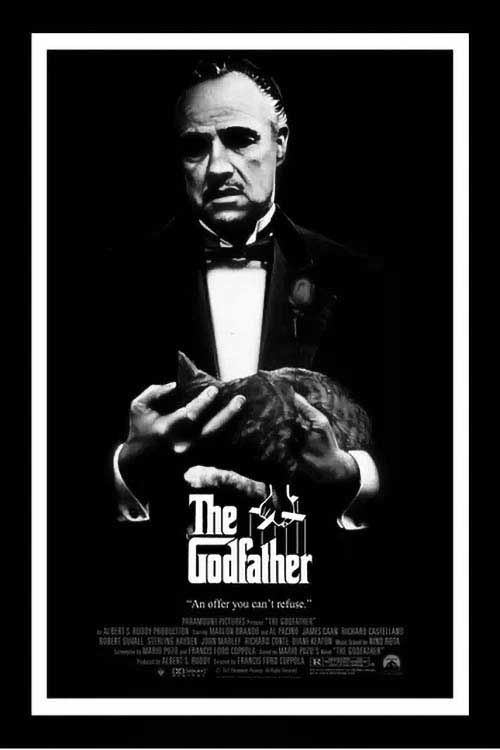 The
Godfather
“An offer you can’t refuse.”
PARAMOUNT PICTURES Presents "THE GODFATHER"
An ALBERT S. RUDDY PRODUCTION Starring MARLON BRANDO and AL PACINO JAMES CAAN RICHARD CASTELLANO
ROBERT DUVALL STERLING HAYDEN JOHN MARLEY RICHARD CONTE DIANE KEATON Music Scored by NINO ROTA
Screenplay by MARIO PUZO and FRANCIS FORD COPPOLA Based on MARIO PUZO'S Novel "THE GODFATHER"
Produced by ALBERT S. RUDDY Directed by FRANCIS FORD COPPOLA R